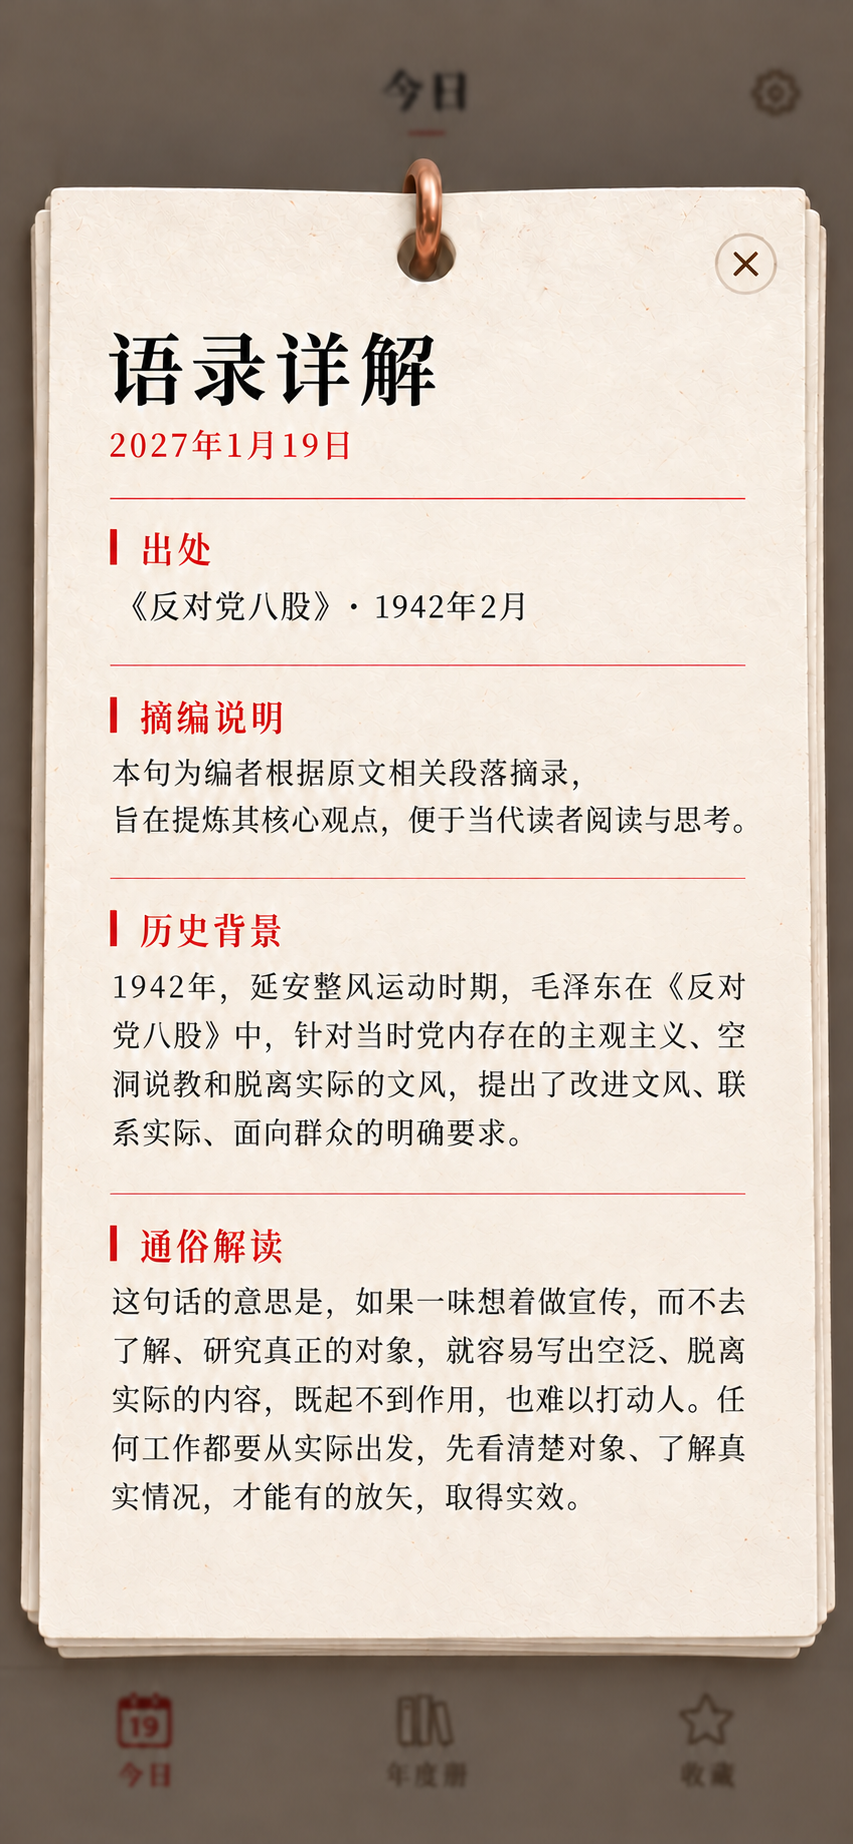 今日
语录详解
2027年1月19日
出处
《反对党八股》· 1942年2月
摘编说明
本句为编者根据原文相关段落摘录，
旨在提炼其核心观点，便于当代读者阅读与思考。
历史背景
1942年，延安整风运动时期，毛泽东在《反对
党八股》中，针对当时党内存在的主观主义、空
洞说教和脱离实际的文风，提出了改进文风、联
系实际、面向群众的明确要求。
通俗解读
这句话的意思是，如果一味想着做宣传，而不去
了解、研究真正的对象，就容易写出空泛、脱离
实际的内容，既起不到作用，也难以打动人。任
何工作都要从实际出发，先看清楚对象、了解真
实情况，才能有的放矢，取得实效。
19
今日
年度册
收藏